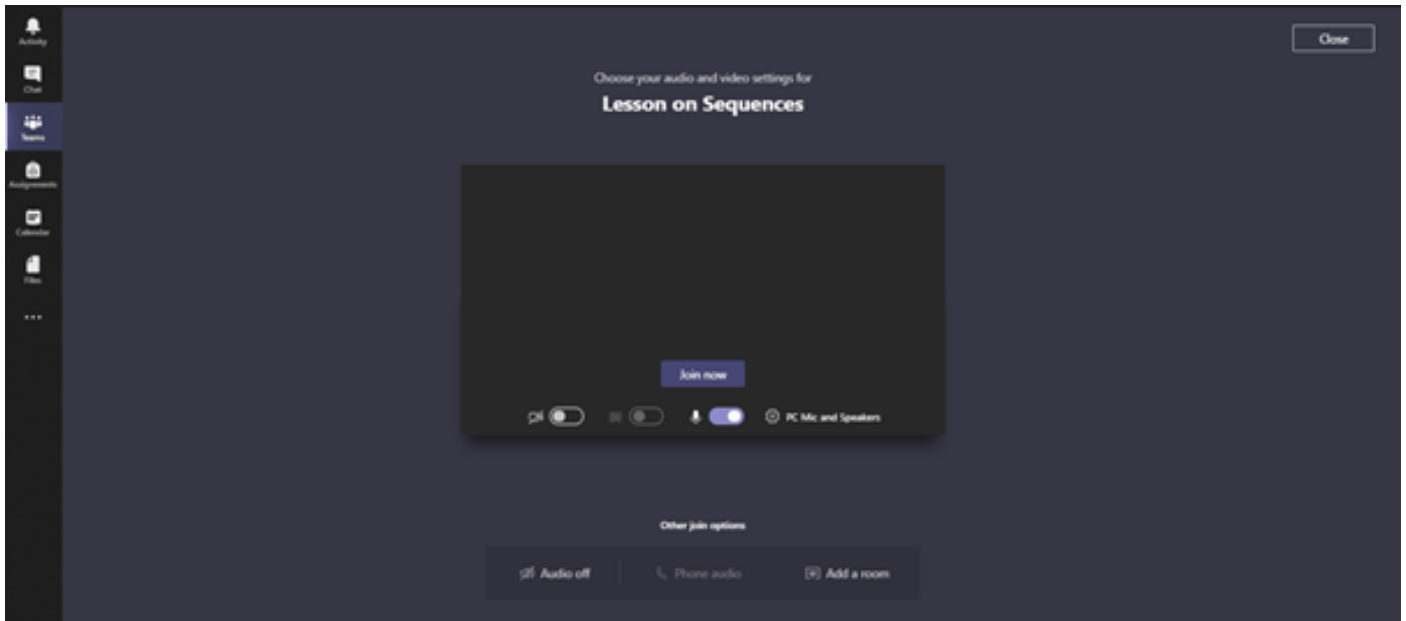 Activity
Chat
Teams
Assignments
Calendar
Files
Close
Choose your audio and video settings for
Lesson on Sequences
Join now
PC Mic and Speakers
Other join options
Audio off
Phone audio
Add a room